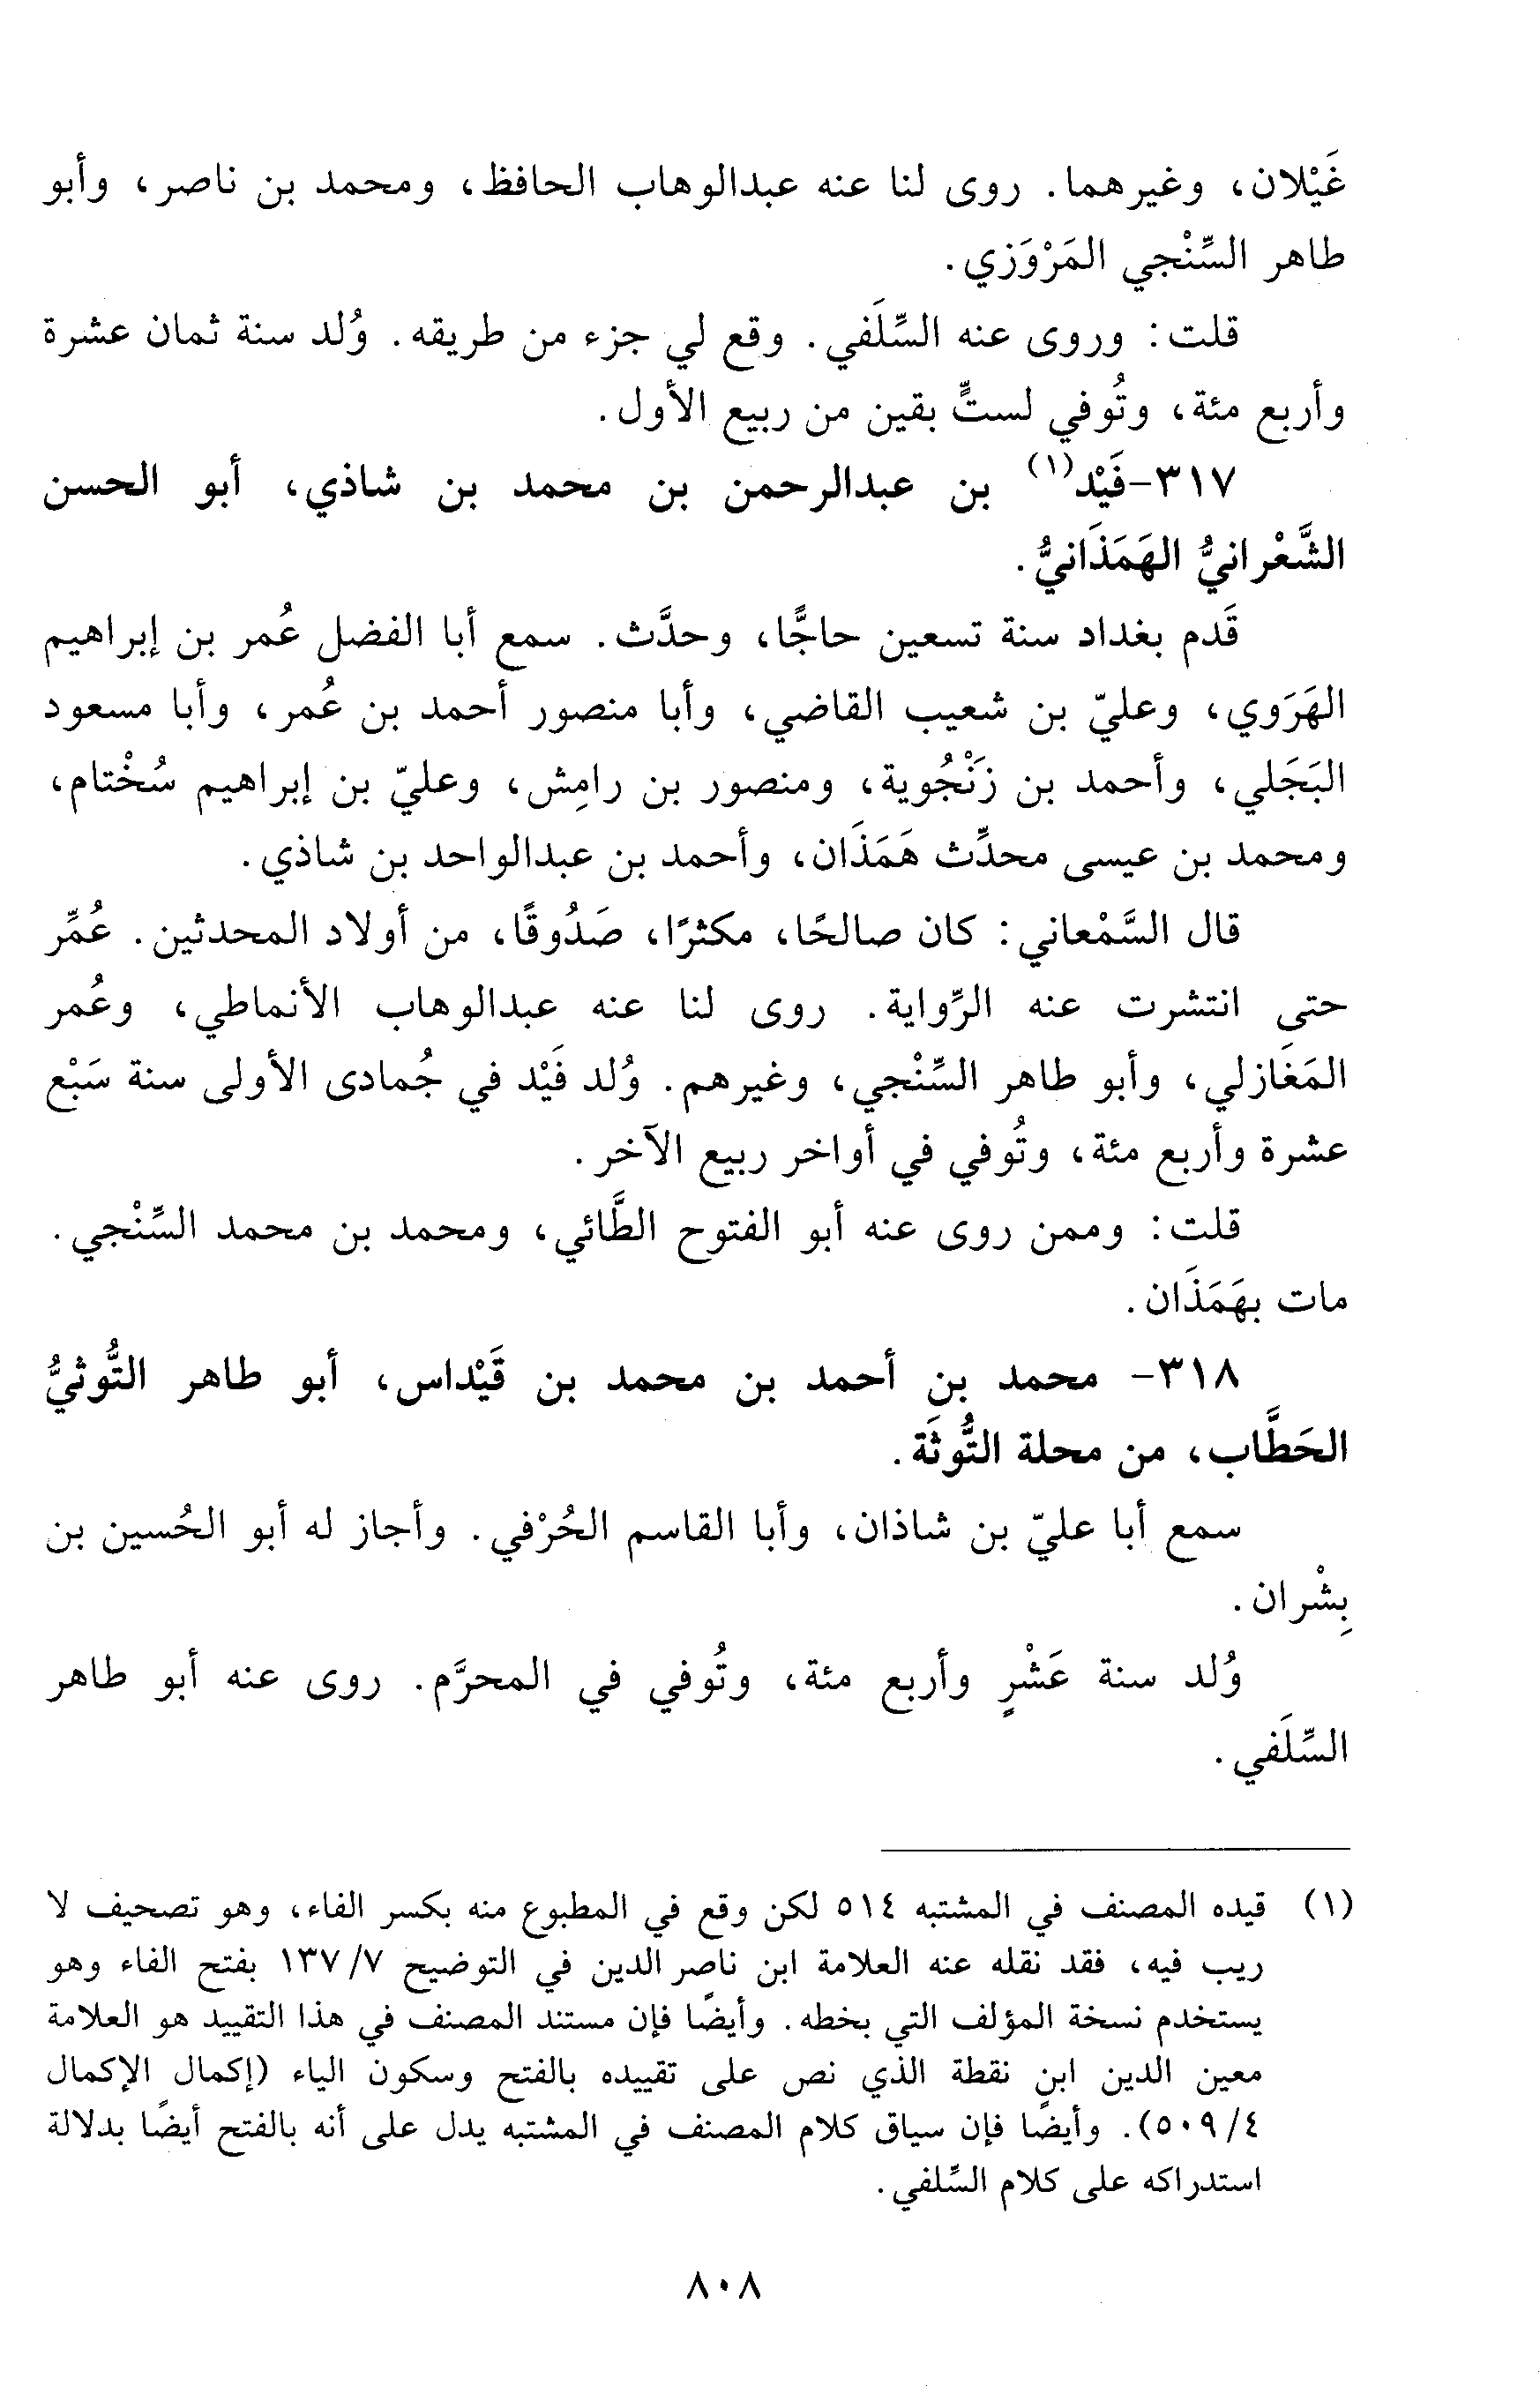 غَيْلان، وغيرهما. روى لنا عنه عبدالوهاب الحافظ، ومحمد بن ناصر، وأبو
طاهر السِّنْجي المَرْوَزي.
قلت: وروى عنه السِّلَفي. وقع لي جزء من طريقه. وُلد سنة ثمان عشرة
وأربع مئة، وتُوفي لستٍّ بقين من ربيع الأول.
٣١٧-فَيْد(١) بن عبدالرحمن بن محمد بن شاذي، أبو الحسن
الشَّعْرانيُّ الهَمَذَانيُّ.
قَدم بغداد سنة تسعين حاجًّا، وحدَّث. سمع أبا الفضل عُمر بن إبراهيم
الهَرَوي، وعليّ بن شعيب القاضي، وأبا منصور أحمد بن عُمر، وأبا مسعود
البَجَلي، وأحمد بن زَنْجُوية، ومنصور بن رامِش، وعليّ بن إبراهيم سُخْتام،
ومحمد بن عيسى محدِّث هَمَذَان، وأحمد بن عبدالواحد بن شاذي.
قال السَّمْعاني: كان صالحًا، مكثرًا، صَدُوقًا، من أولاد المحدثين. عُمِّر
حتى انتشرت عنه الرِّواية. روى لنا عنه عبدالوهاب الأنماطي، وعُمر
المَغَازلي، وأبو طاهر السِّنْجي، وغيرهم. وُلد فَيْد في جُمادى الأولى سنة سَبْع
عشرة وأربع مئة، وتُوفي في أواخر ربيع الآخر.
قلت: وممن روى عنه أبو الفتوح الطَّائي، ومحمد بن محمد السِّنْجي.
مات بهَمَذَان.
٣١٨- محمد بن أحمد بن محمد بن قَيْداس، أبو طاهر التُّوثيُّ
الحَطَّاب، من محلة التُّوثَة.
سمع أبا عليّ بن شاذان، وأبا القاسم الحُرْفي. وأجاز له أبو الحُسين بن
بِشْران.
وُلد سنة عَشْرٍ وأربع مئة، وتُوفي في المحرَّم. روى عنه أبو طاهر
السِّلَفي.
(١) قيده المصنف في المشتبه ٥١٤ لكن وقع في المطبوع منه بكسر الفاء، وهو تصحيف لا
ريب فيه، فقد نقله عنه العلامة ابن ناصر الدين في التوضيح ٧/ ١٣٧ بفتح الفاء وهو
يستخدم نسخة المؤلف التي بخطه. وأيضًا فإن مستند المصنف في هذا التقييد هو العلامة
معين الدين ابن نقطة الذي نص على تقييده بالفتح وسكون الياء (إكمال الإكمال
٤/ ٥٠٩). وأيضًا فإن سياق كلام المصنف في المشتبه يدل على أنه بالفتح أيضًا بدلالة
استدراكه على كلام السِّلفي.
٨٠٨